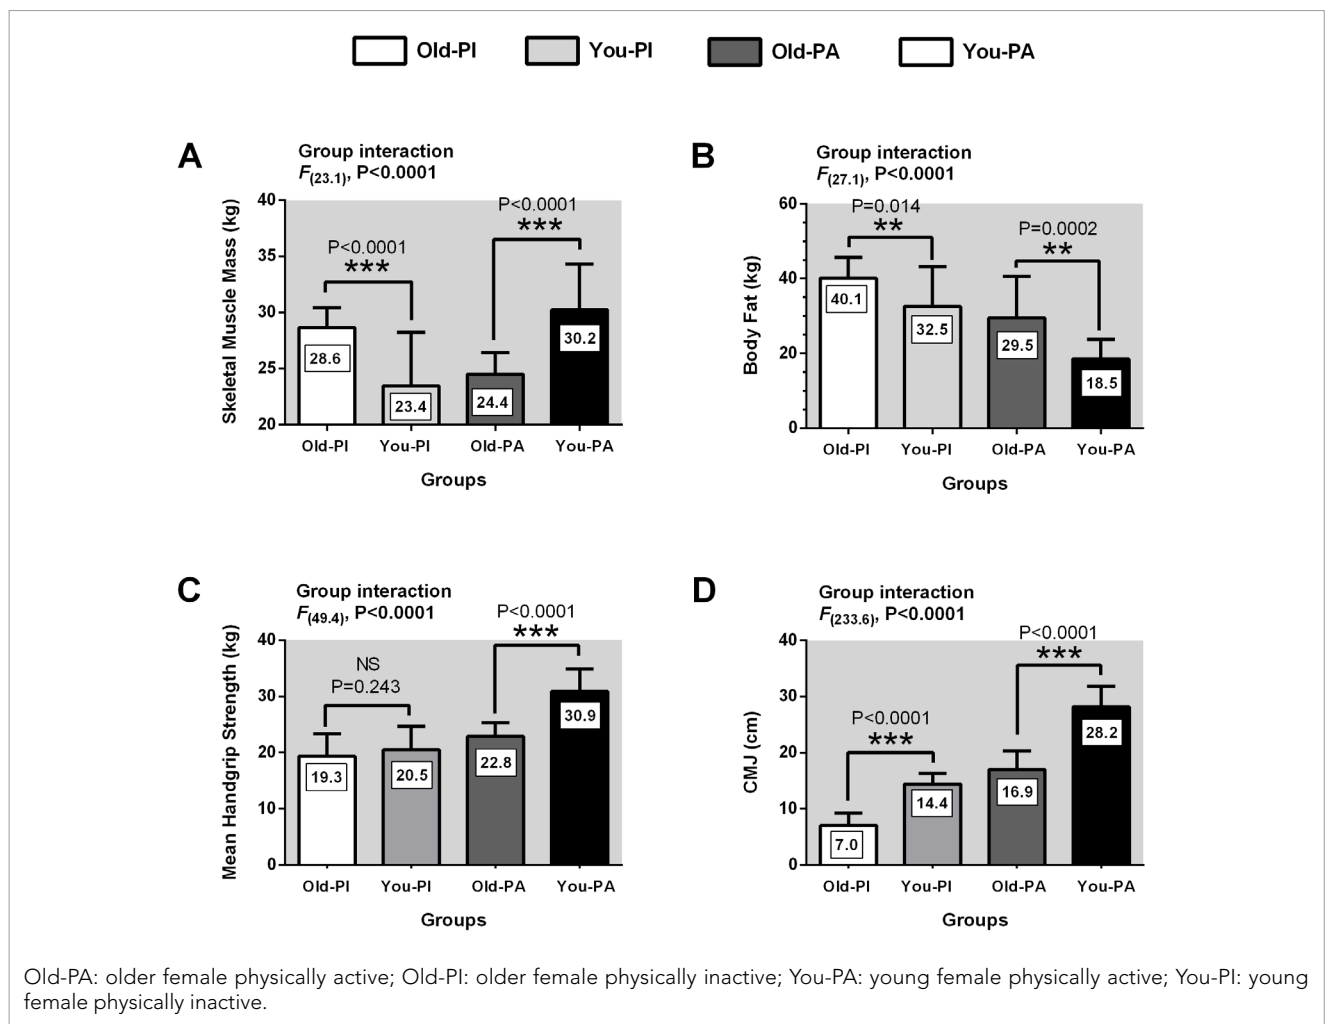 Old-PI
You-PI
Old-PA
You-PA
A
Group interaction
F(23.1), P<0.0001
Skeletal Muscle Mass (kg)
40
35
30
25
20
P<0.0001
***
P<0.0001
***
28.6
23.4
24.4
30.2
Old-PI
You-PI
Old-PA
You-PA
Groups
B
Group interaction
F(27.1), P<0.0001
Body Fat (kg)
60
40
20
0
P=0.014
**
P=0.0002
**
40.1
32.5
29.5
18.5
Old-PI
You-PI
Old-PA
You-PA
Groups
C
Group interaction
F(49.4), P<0.0001
Mean Handgrip Strength (kg)
40
30
20
10
0
NS
P=0.243
P<0.0001
***
19.3
20.5
22.8
30.9
Old-PI
You-PI
Old-PA
You-PA
Groups
D
Group interaction
F(233.6), P<0.0001
CMJ (cm)
40
30
20
10
0
P<0.0001
***
P<0.0001
***
7.0
14.4
16.9
28.2
Old-PI
You-PI
Old-PA
You-PA
Groups
Old-PA: older female physically active; Old-PI: older female physically inactive; You-PA: young female physically active; You-PI: young
female physically inactive.